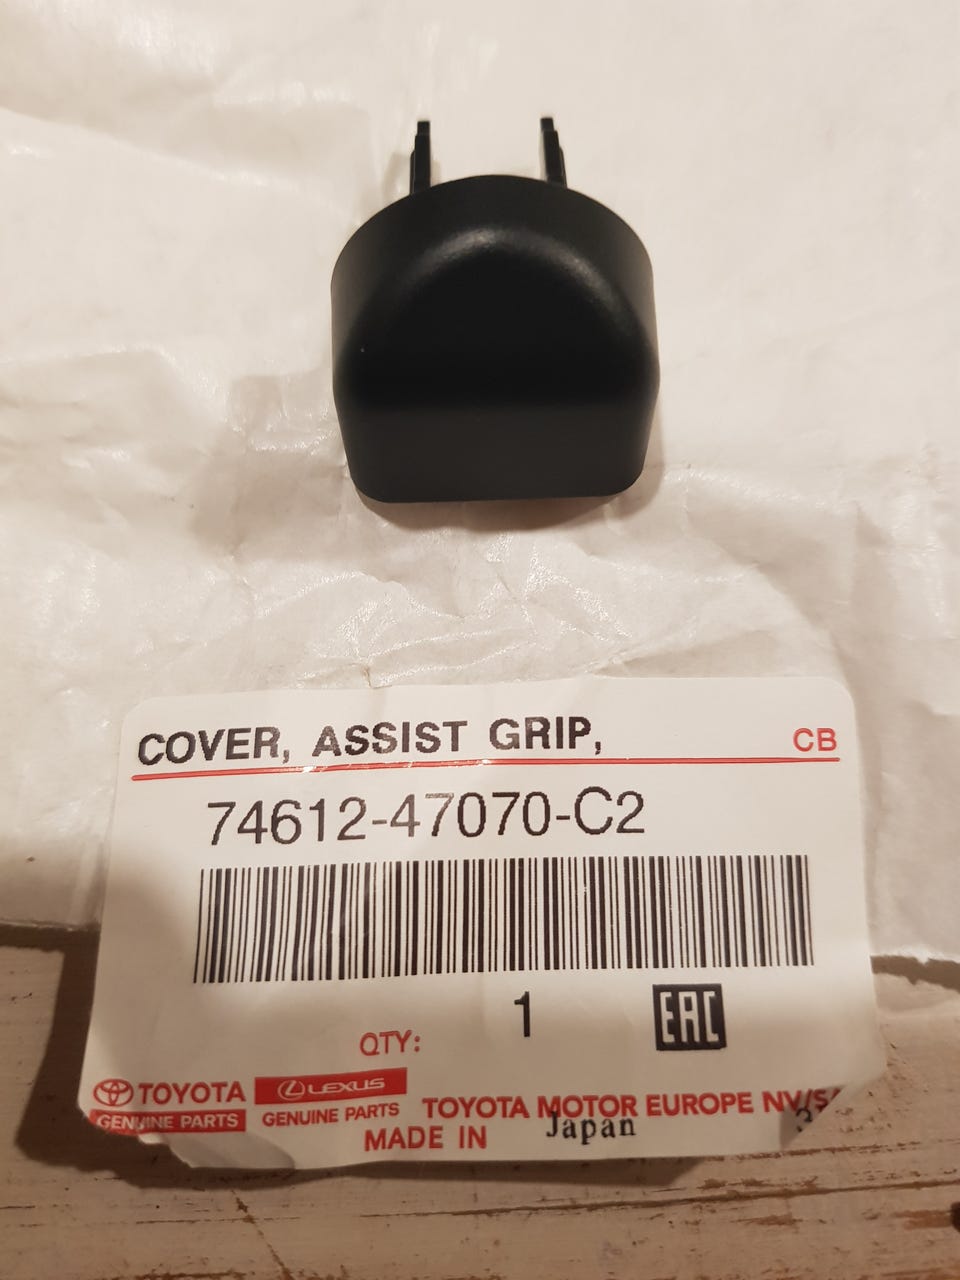 COVER, ASSIST GRIP,
CB
74612-47070-C2
1
EAC
QTY:
TOYOTA
LEXUS
GENUINE PARTS
GENUINE PARTS
TOYOTA MOTOR EUROPE NV/S
MADE IN Japan